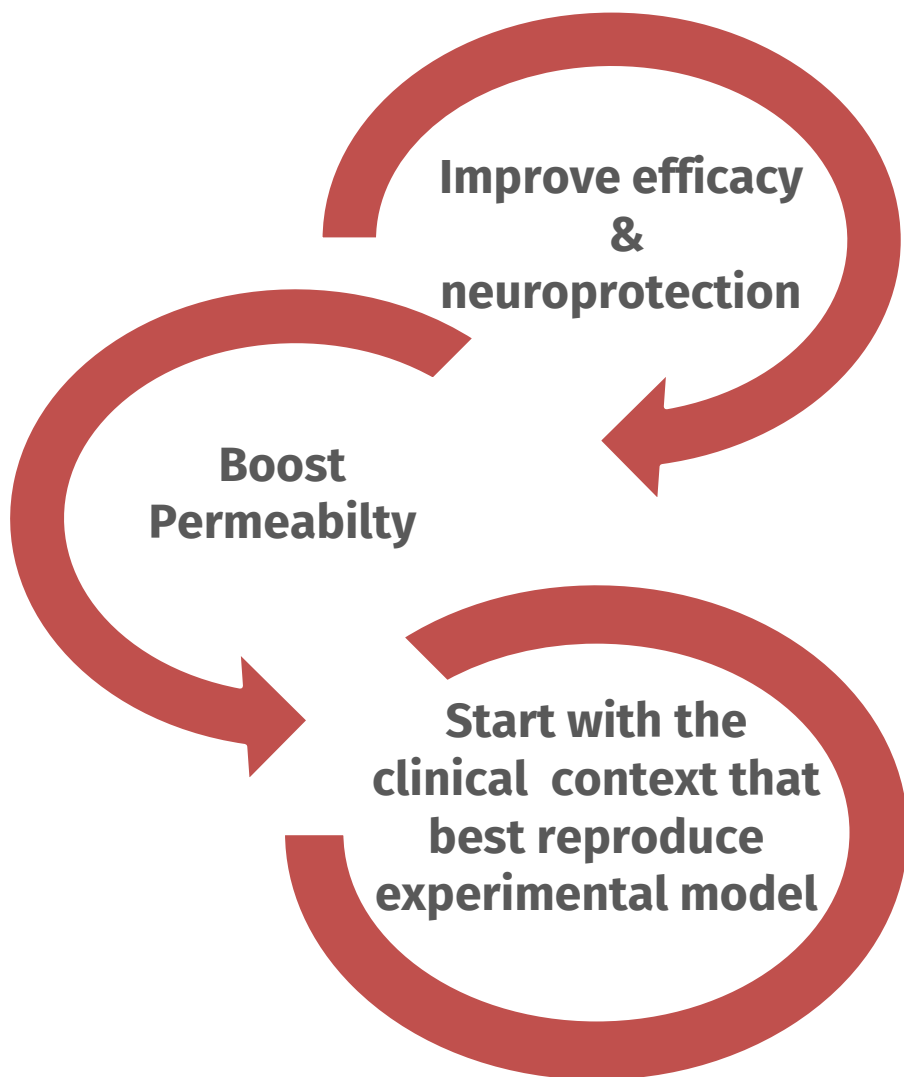 Improve efficacy
&
neuroprotection
Boost
Permeabilty
Start with the
clinical  context that
best reproduce
experimental model